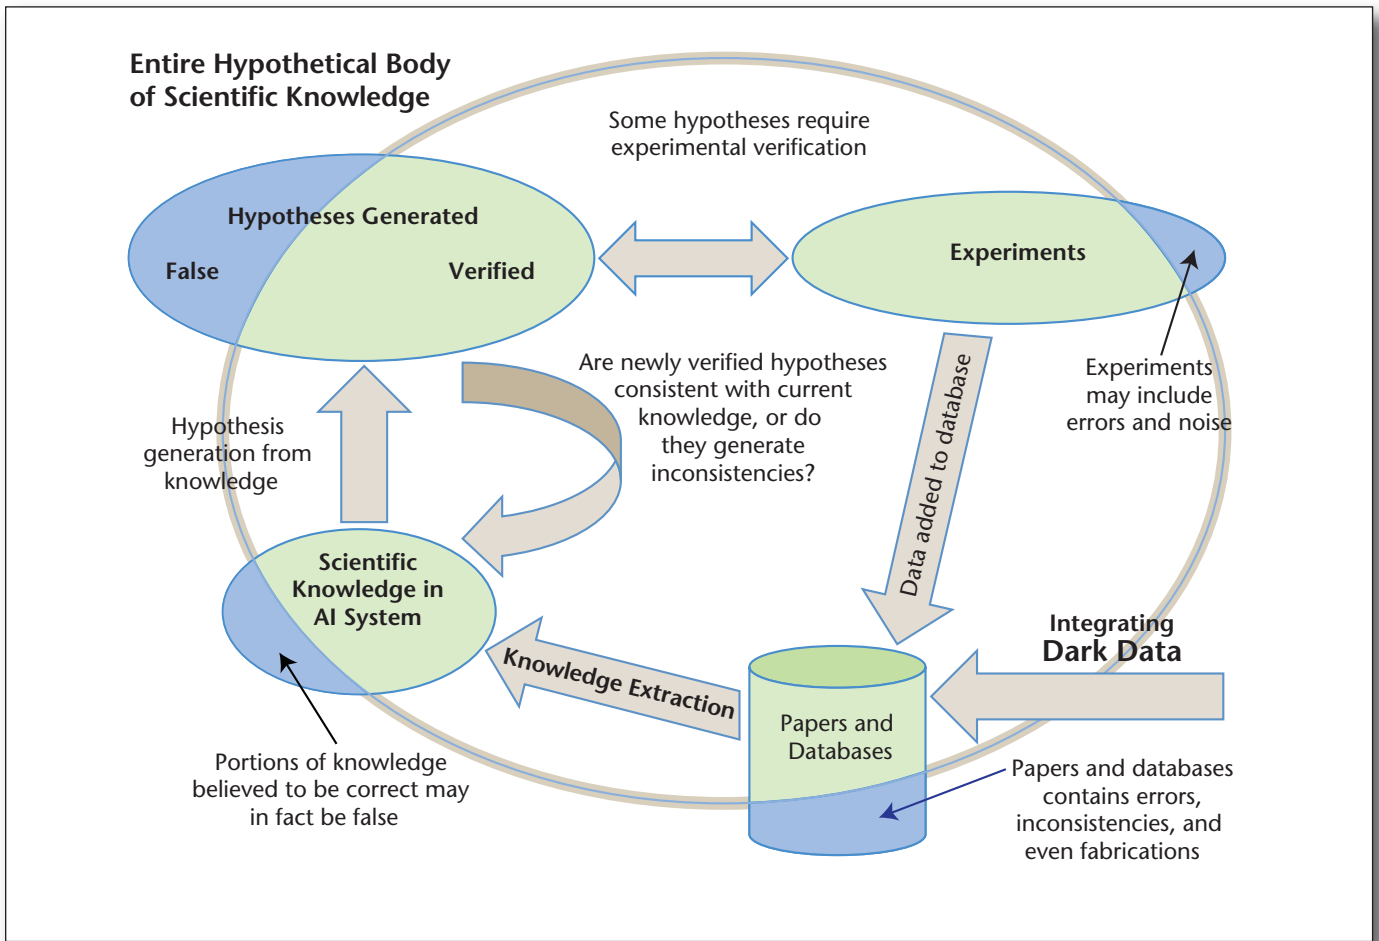 Entire Hypothetical Body
of Scientific Knowledge
Some hypotheses require
experimental verification
Hypotheses Generated
False
Verified
Experiments
Experiments
may include
errors and noise
Are newly verified hypotheses
consistent with current
knowledge, or do
they generate
inconsistencies?
Data added to database
Hypothesis
generation from
knowledge
Scientific
Knowledge in
AI System
Knowledge Extraction
Integrating
Dark Data
Papers and
Databases
Portions of knowledge
believed to be correct may
in fact be false
Papers and databases
contains errors,
inconsistencies, and
even fabrications